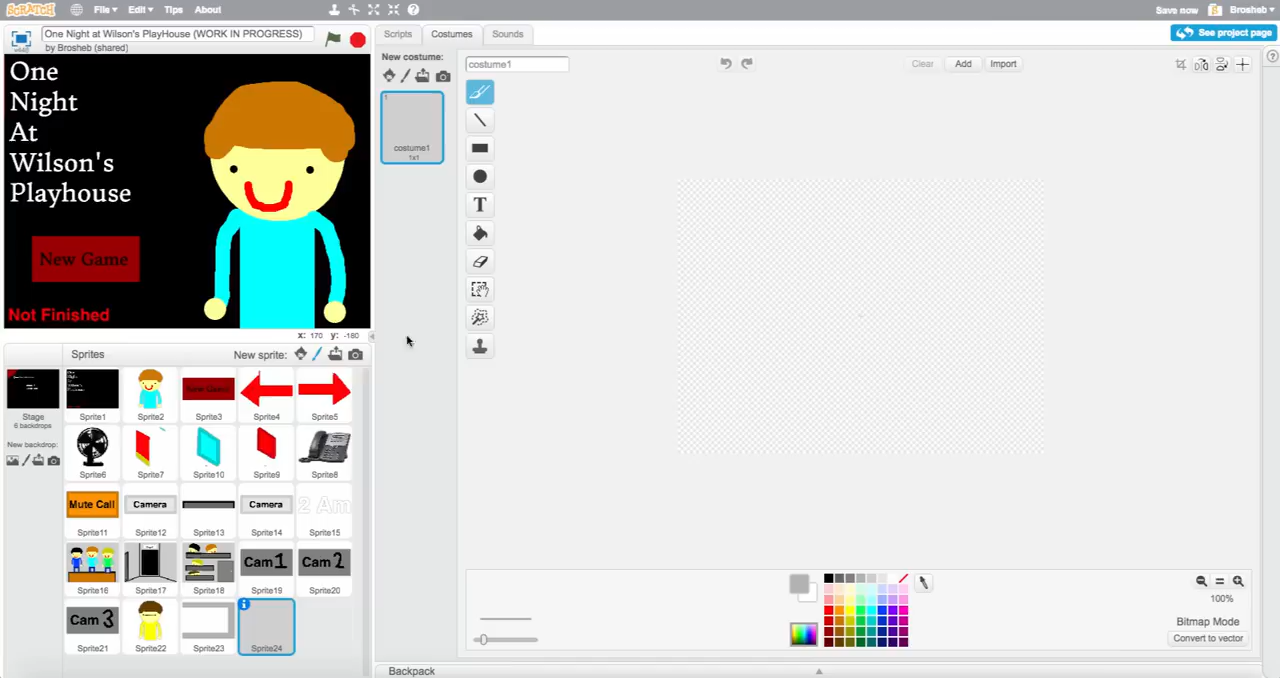 SCRATCH File Edit Tips About Save now Brosheb
One Night at Wilson's PlayHouse (WORK IN PROGRESS)
by Brosheb (shared)
v461
Scripts Costumes Sounds
See project page
New costume:
costume1
Clear Add Import
1
costume1
1x1
One
Night
At
Wilson's
Playhouse
New Game
Not Finished
T
x: 170 y: -180
Sprites New sprite:
Stage
6 backdrops
New backdrop:
Sprite1 Sprite2 New Game Sprite3 Sprite4 Sprite5
Sprite6 Sprite7 Sprite10 Sprite9 Sprite8
Mute Call Camera Camera 2 Am
Sprite11 Sprite12 Sprite13 Sprite14 Sprite15
Cam 1 Cam 2
Sprite16 Sprite17 Sprite18 Sprite19 Sprite20
Cam 3
Sprite21 Sprite22 Sprite23 Sprite24
100%
Bitmap Mode
Convert to vector
Backpack